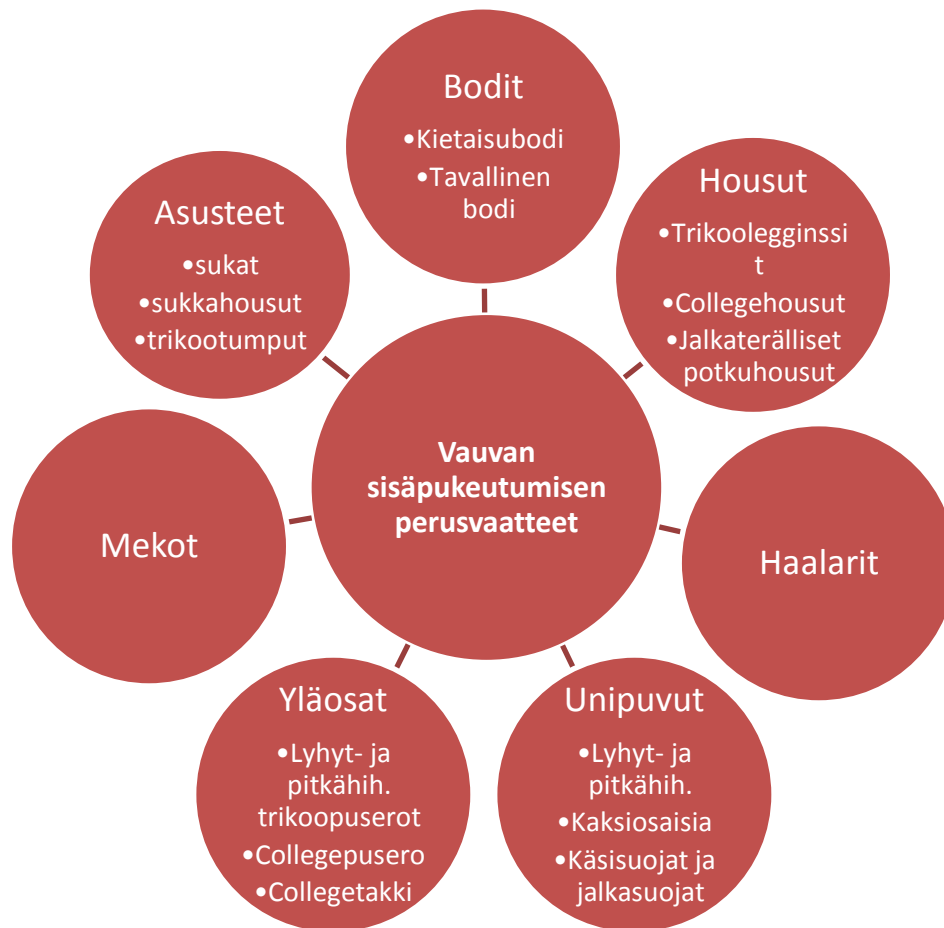 Bodit
•Kietaisubodi
•Tavallinen
bodi
Housut
•Trikoolegginssi
t
•Collegehousut
•Jalkaterälliset
potkuhousut
Haalarit
Unipuvut
•Lyhyt- ja
pitkähih.
•Kaksiosaisia
•Käsisuojat ja
jalkasuojat
Yläosat
•Lyhyt- ja
pitkähih.
trikoopuserot
•Collegepusero
•Collegetakki
Mekot
Asusteet
•sukat
•sukkahousut
•trikootumput
Vauvan
sisäpukeutumisen
perusvaatteet